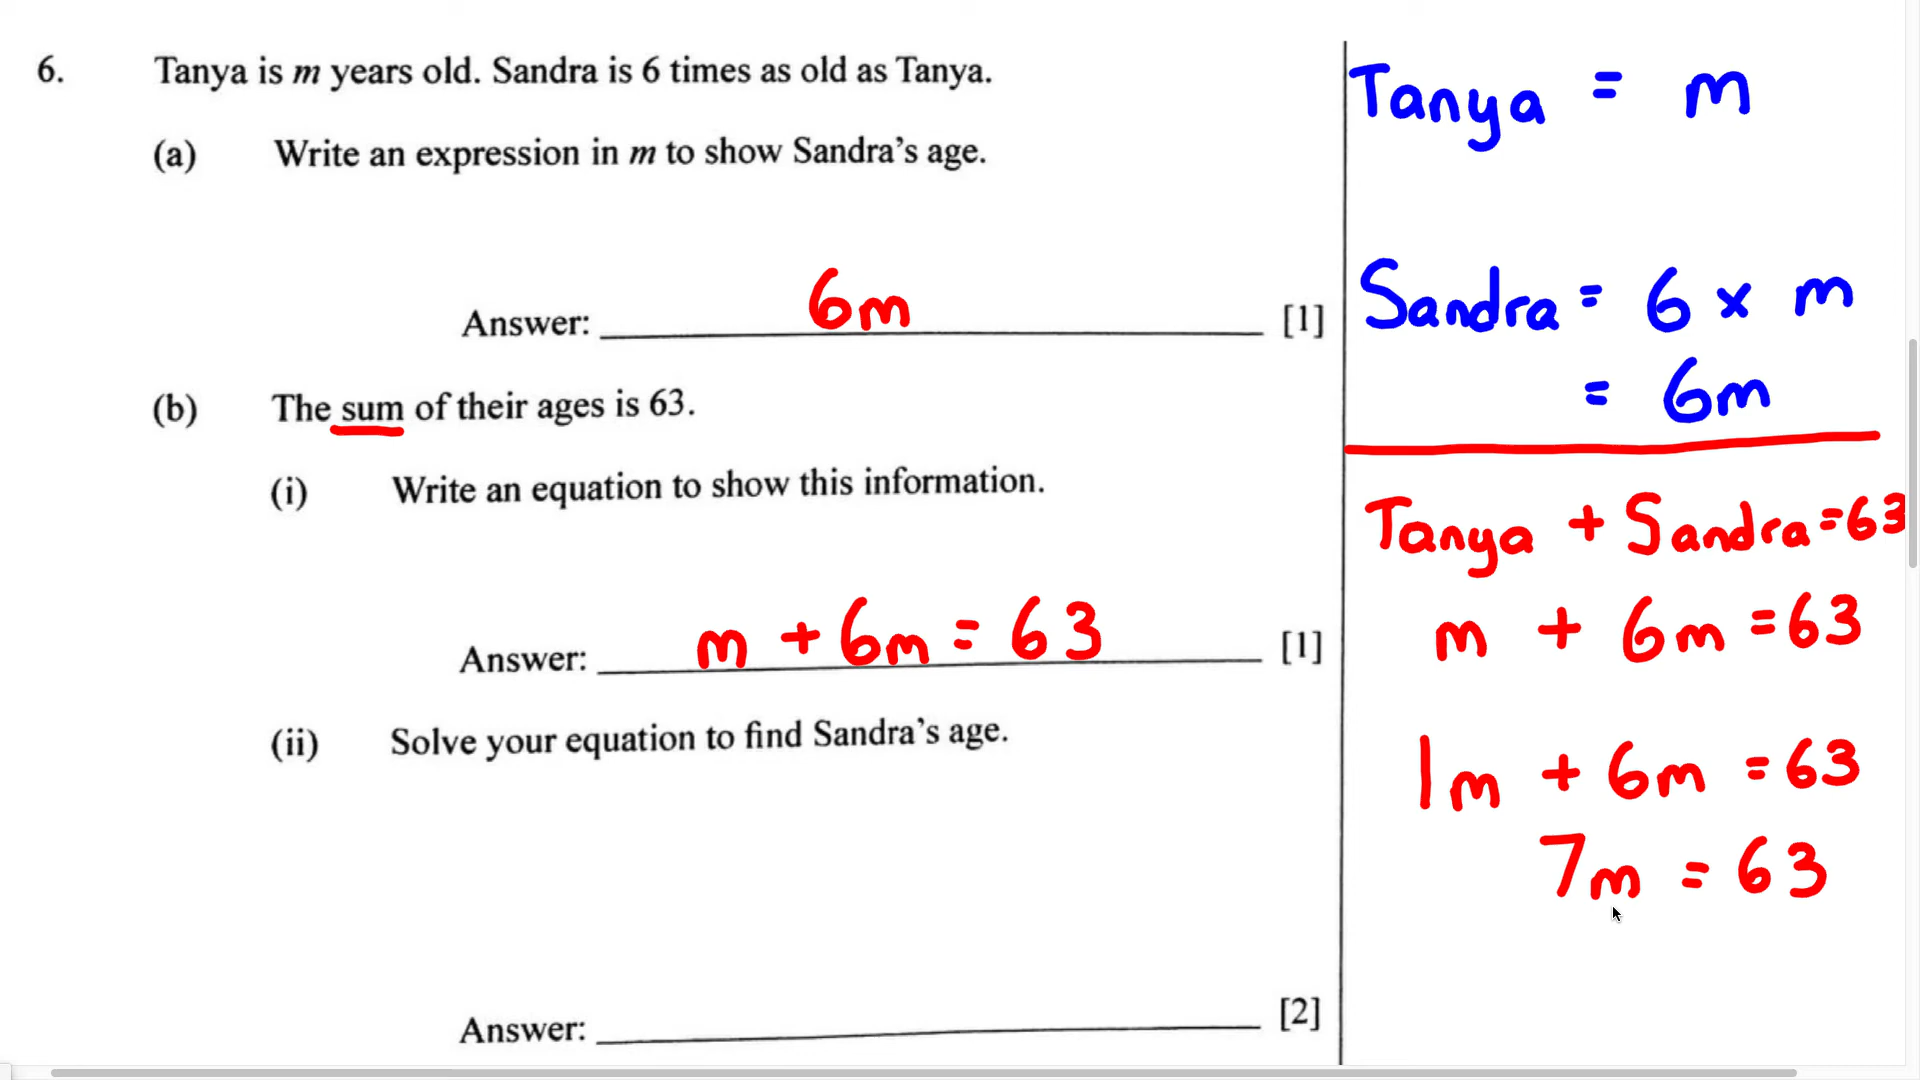 6. Tanya is m years old. Sandra is 6 times as old as Tanya.
(a) Write an expression in m to show Sandra's age.
Answer: 6m [1]
(b) The sum of their ages is 63.
(i) Write an equation to show this information.
Answer: m + 6m = 63 [1]
(ii) Solve your equation to find Sandra's age.
Answer: [2]
Tanya = m
Sandra = 6 × m
= 6m
Tanya + Sandra = 63
m + 6m = 63
1m + 6m = 63
7m = 63